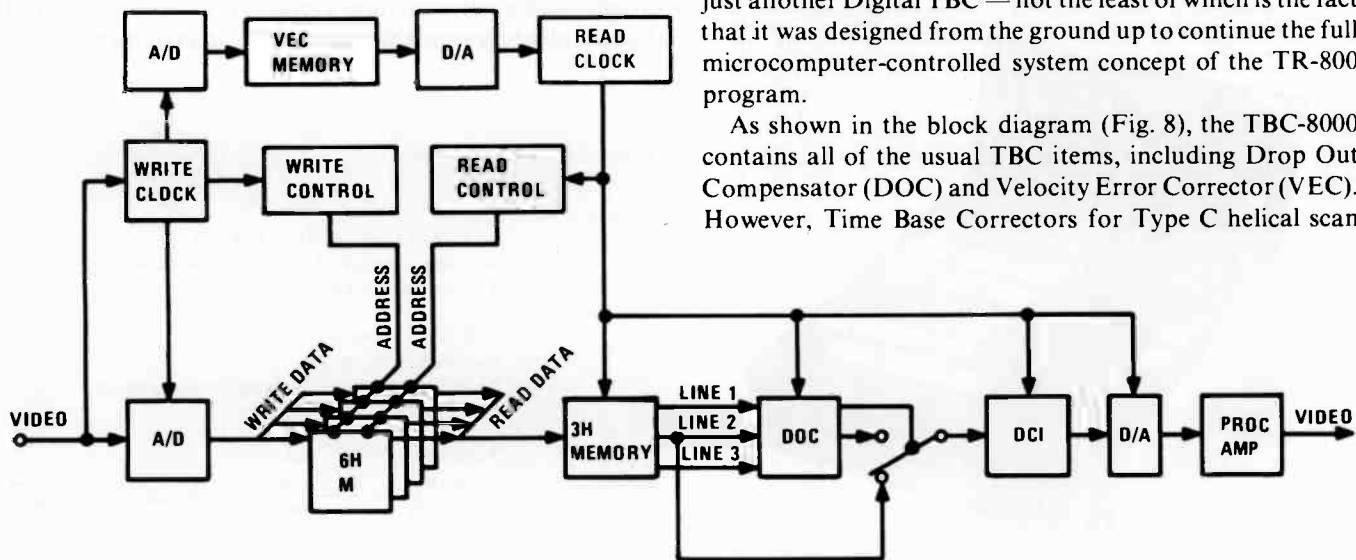 just another Digital TBC — not the least of which is the fact
that it was designed from the ground up to continue the full
microcomputer-controlled system concept of the TR-800
program.
As shown in the block diagram (Fig. 8), the TBC-8000
contains all of the usual TBC items, including Drop Out
Compensator (DOC) and Velocity Error Corrector (VEC).
However, Time Base Correctors for Type C helical scan
A/D
VEC
MEMORY
D/A
READ
CLOCK
WRITE
CLOCK
WRITE
CONTROL
READ
CONTROL
ADDRESS
ADDRESS
WRITE DATA
READ DATA
VIDEO
A/D
6H
M
3H
MEMORY
LINE 1
LINE 2
LINE 3
DOC
DCI
D/A
PROC
AMP
VIDEO